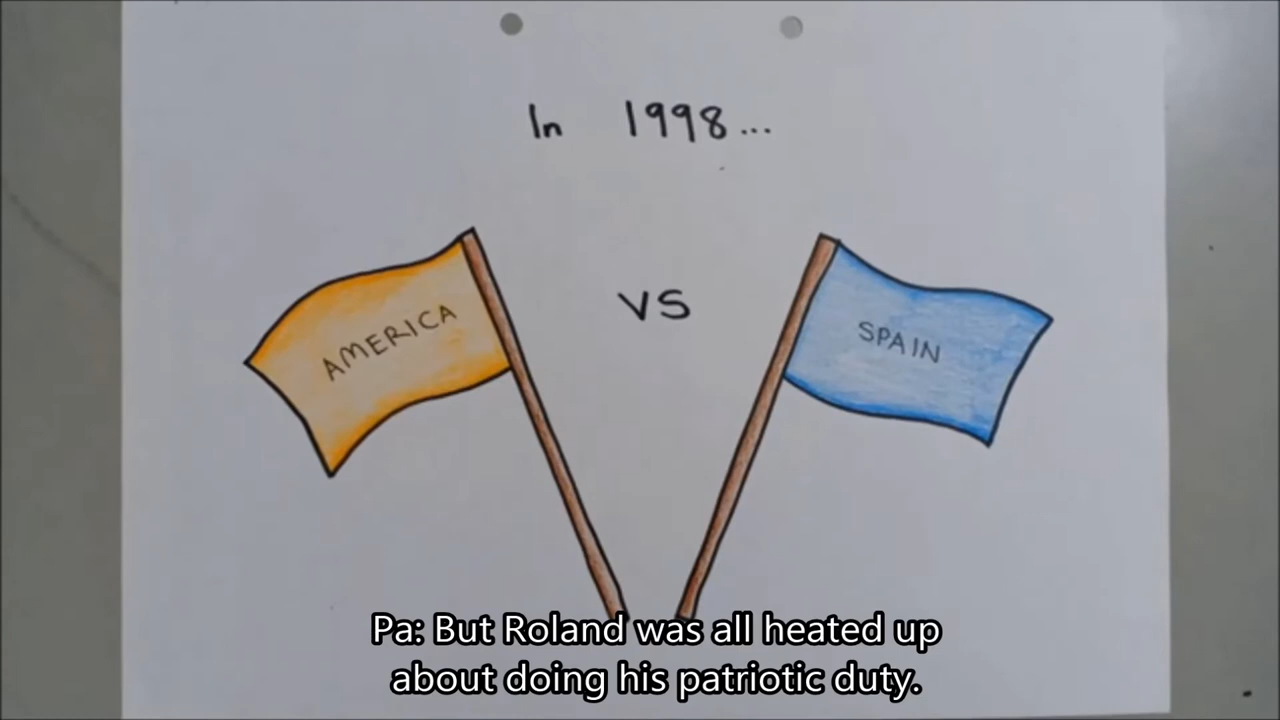 In 1998...
AMERICA
VS
SPAIN
Pa: But Roland was all heated up
about doing his patriotic duty.